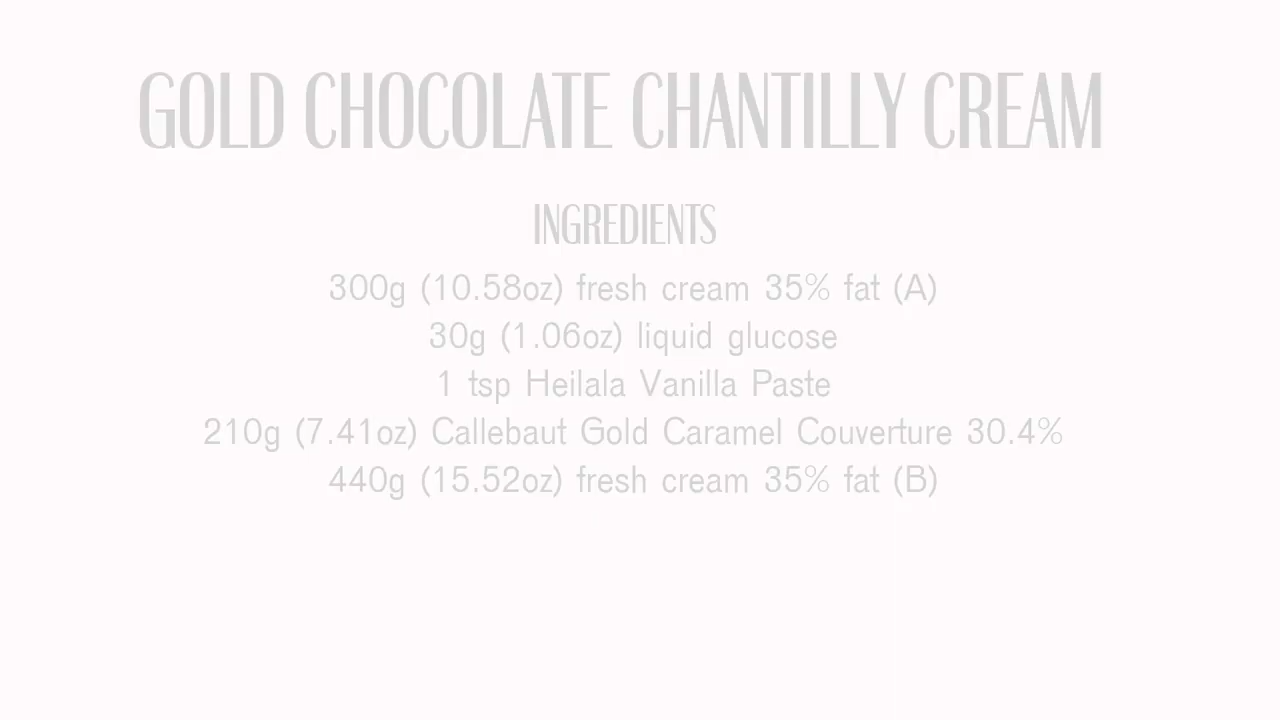 GOLD CHOCOLATE CHANTILLY CREAM
INGREDIENTS
300g (10.58oz) fresh cream 35% fat (A)
30g (1.06oz) liquid glucose
1 tsp Heilala Vanilla Paste
210g (7.41oz) Callebaut Gold Caramel Couverture 30.4%
440g (15.52oz) fresh cream 35% fat (B)